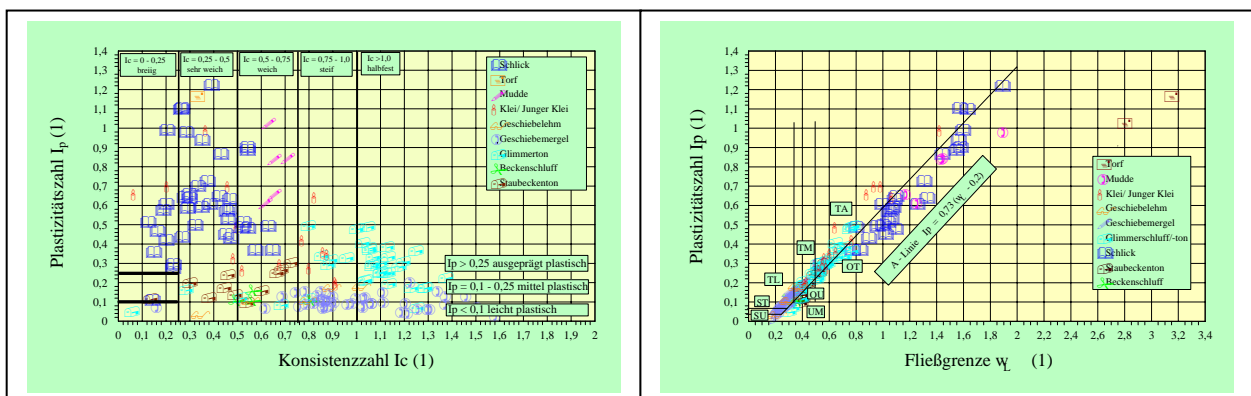 1,4
1,3
1,2
1,1
1
0,9
0,8
0,7
0,6
0,5
0,4
0,3
0,2
0,1
0
Plastizitätszahl Ip (1)
Ic = 0 - 0,25
breiig
Ic = 0,25 - 0,5
sehr weich
Ic = 0,5 - 0,75
weich
Ic = 0,75 - 1,0
steif
Ic >1,0
halbfest
Schlick
Torf
Mudde
Klei/ Junger Klei
Geschiebelehm
Geschiebemergel
Glimmerton
Beckenschluff
Staubeckenton
Ip > 0,25 ausgeprägt plastisch
Ip = 0,1 - 0,25 mittel plastisch
Ip < 0,1 leicht plastisch
0 0,1 0,2 0,3 0,4 0,5 0,6 0,7 0,8 0,9 1 1,1 1,2 1,3 1,4 1,5 1,6 1,7 1,8 1,9 2
Konsistenzzahl Ic (1)
1,4
1,3
1,2
1,1
1
0,9
0,8
0,7
0,6
0,5
0,4
0,3
0,2
0,1
0
Plastizitätszahl Ip (1)
A - Linie Ip = 0,73 (w - 0,2)
TA
TM
TL
ST
SU
OT
OU
UM
Torf
Mudde
Klei/ Junger Klei
Geschiebelehm
Geschiebemergel
Glimmerschluff/-ton
Schlick
Staubeckenton
Beckenschluff
0 0,2 0,4 0,6 0,8 1 1,2 1,4 1,6 1,8 2 2,2 2,4 2,6 2,8 3 3,2 3,4
Fließgrenze wL (1)